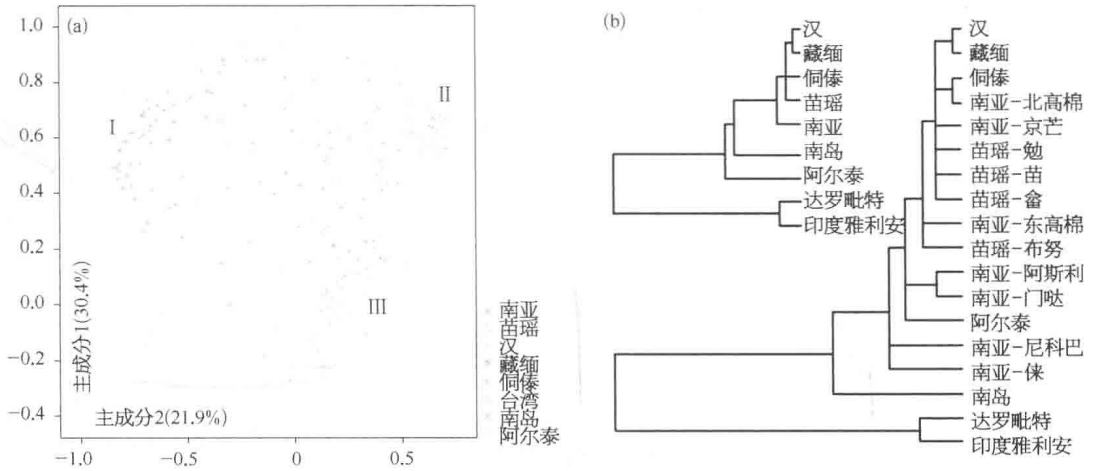 (a)
1.0
0.8
0.6
0.4
0.2
0.0
−0.2
−0.4
I
II
III
主成分1(30.4%)
主成分2(21.9%)
−1.0 −0.5 0 0.5
南亚
苗瑶
汉
藏缅
侗傣
台湾
南岛
阿尔泰
(b)
汉
藏缅
侗傣
苗瑶
南亚
南岛
阿尔泰
达罗毗特
印度雅利安
汉
藏缅
侗傣
南亚-北高棉
南亚-京芒
苗瑶-勉
苗瑶-苗
苗瑶-畲
南亚-东高棉
苗瑶-布努
南亚-阿斯利
南亚-门哒
阿尔泰
南亚-尼科巴
南亚-俫
南岛
达罗毗特
印度雅利安